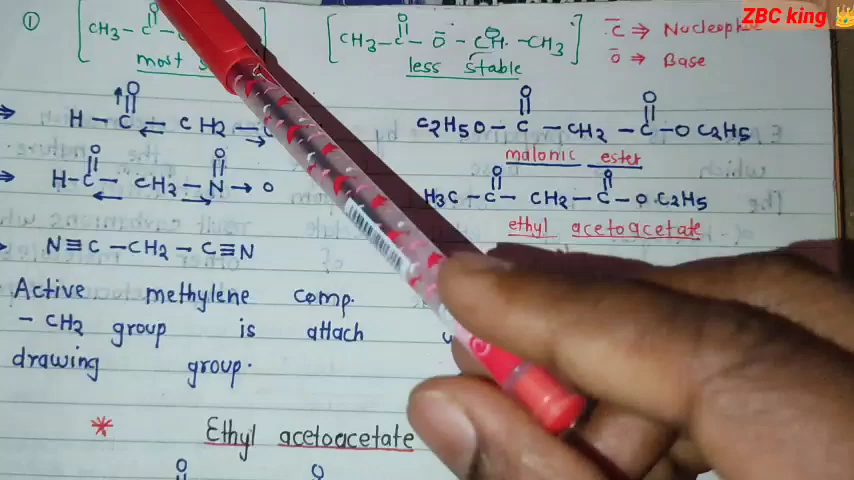 ZBC king 👑
① [ CH3 – C
O
most
[ CH3 – C – Ō – CH – CH3 ]
O
⊖
less stable
C̄ ⇒ Nucleoph
ō ⇒ Base
O
H – C – CH2 –
O O
H – C – CH2 – N → O
N ≡ C – CH2 – C ≡ N
O O
C2H5O – C – CH2 – C – O C2H5
malonic ester
O O
H3C – C – CH2 – C – O C2H5
ethyl acetoacetate
Active methylene comp.
– CH2 group is attach
drawing group.
* Ethyl acetoacetate
O O